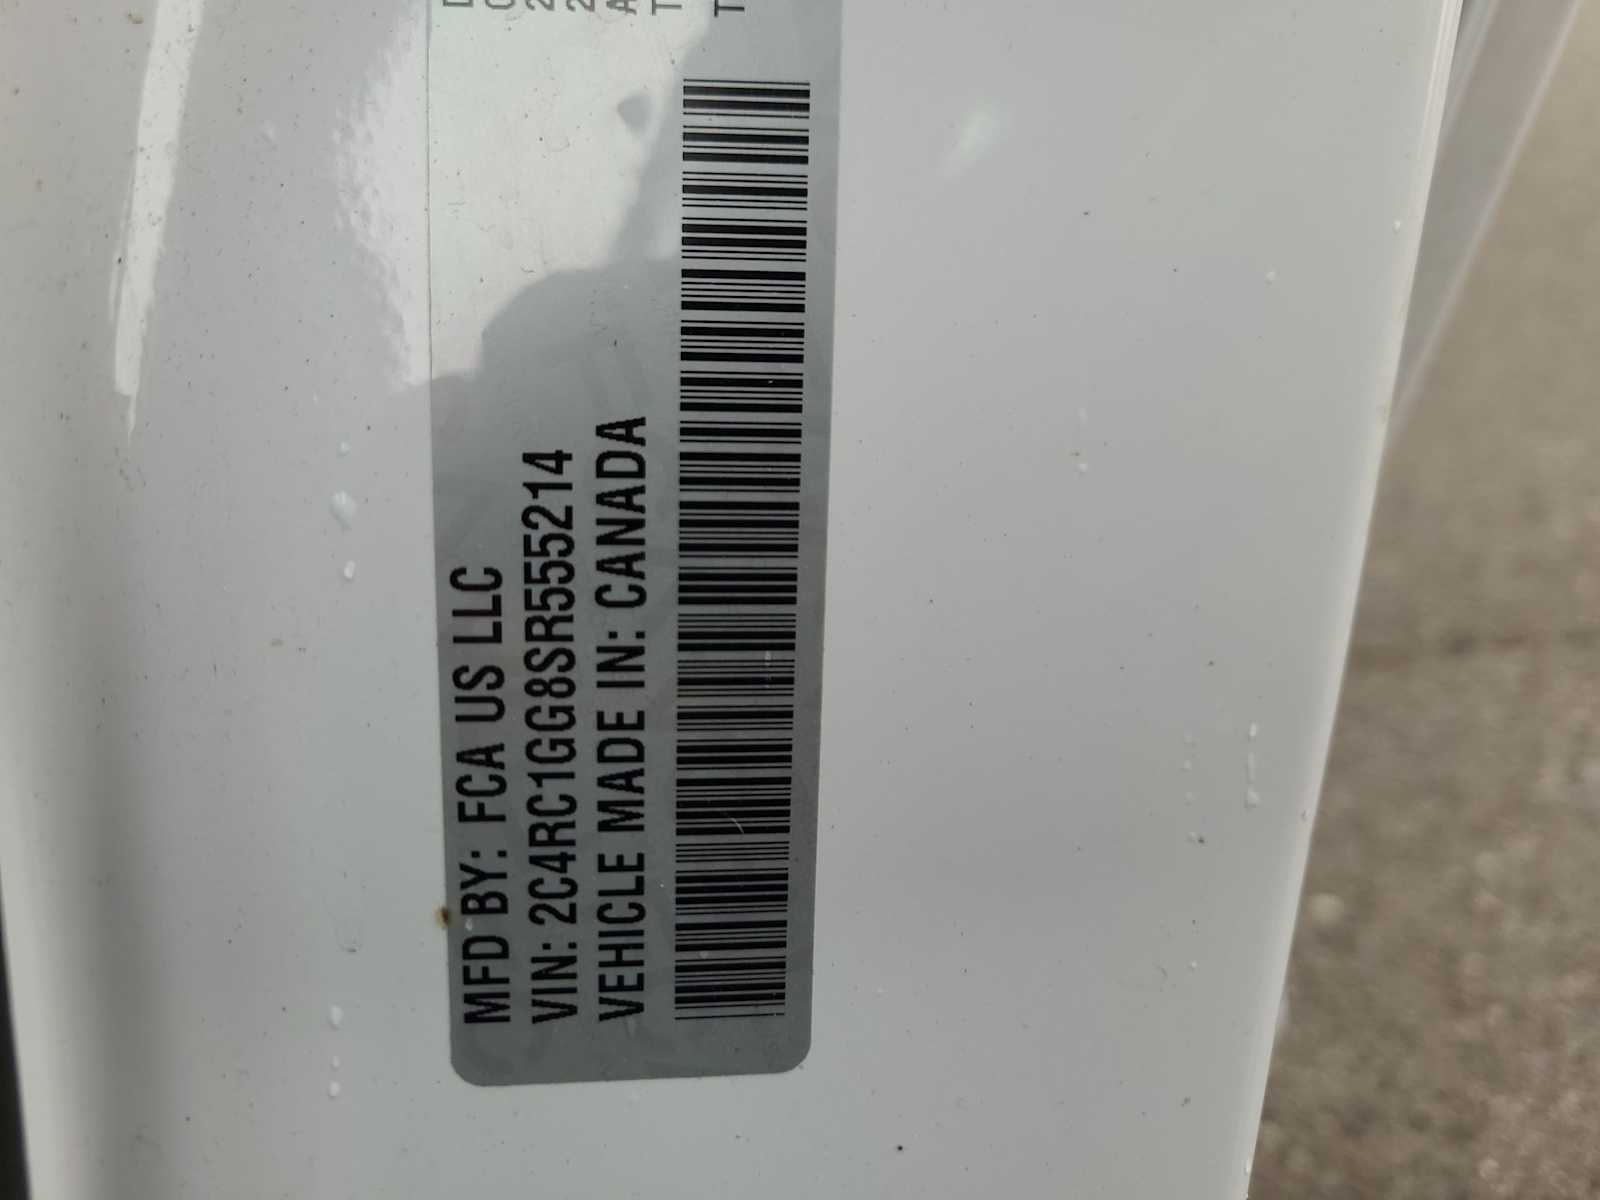 MFD BY: FCA US LLC
VIN: 2C4RC1GG8SR555214
VEHICLE MADE IN: CANADA